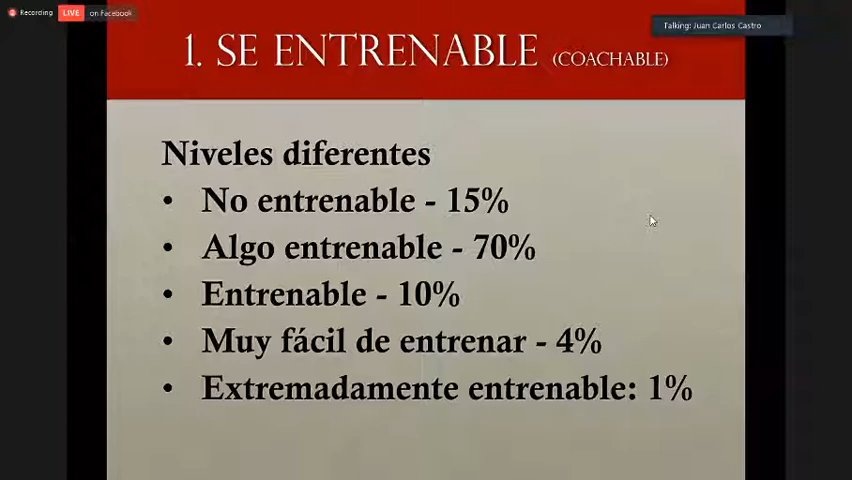 Recording LIVE on Facebook
Talking: Juan Carlos Castro
1. SE ENTRENABLE (COACHABLE)
Niveles diferentes
• No entrenable - 15%
• Algo entrenable - 70%
• Entrenable - 10%
• Muy fácil de entrenar - 4%
• Extremadamente entrenable: 1%